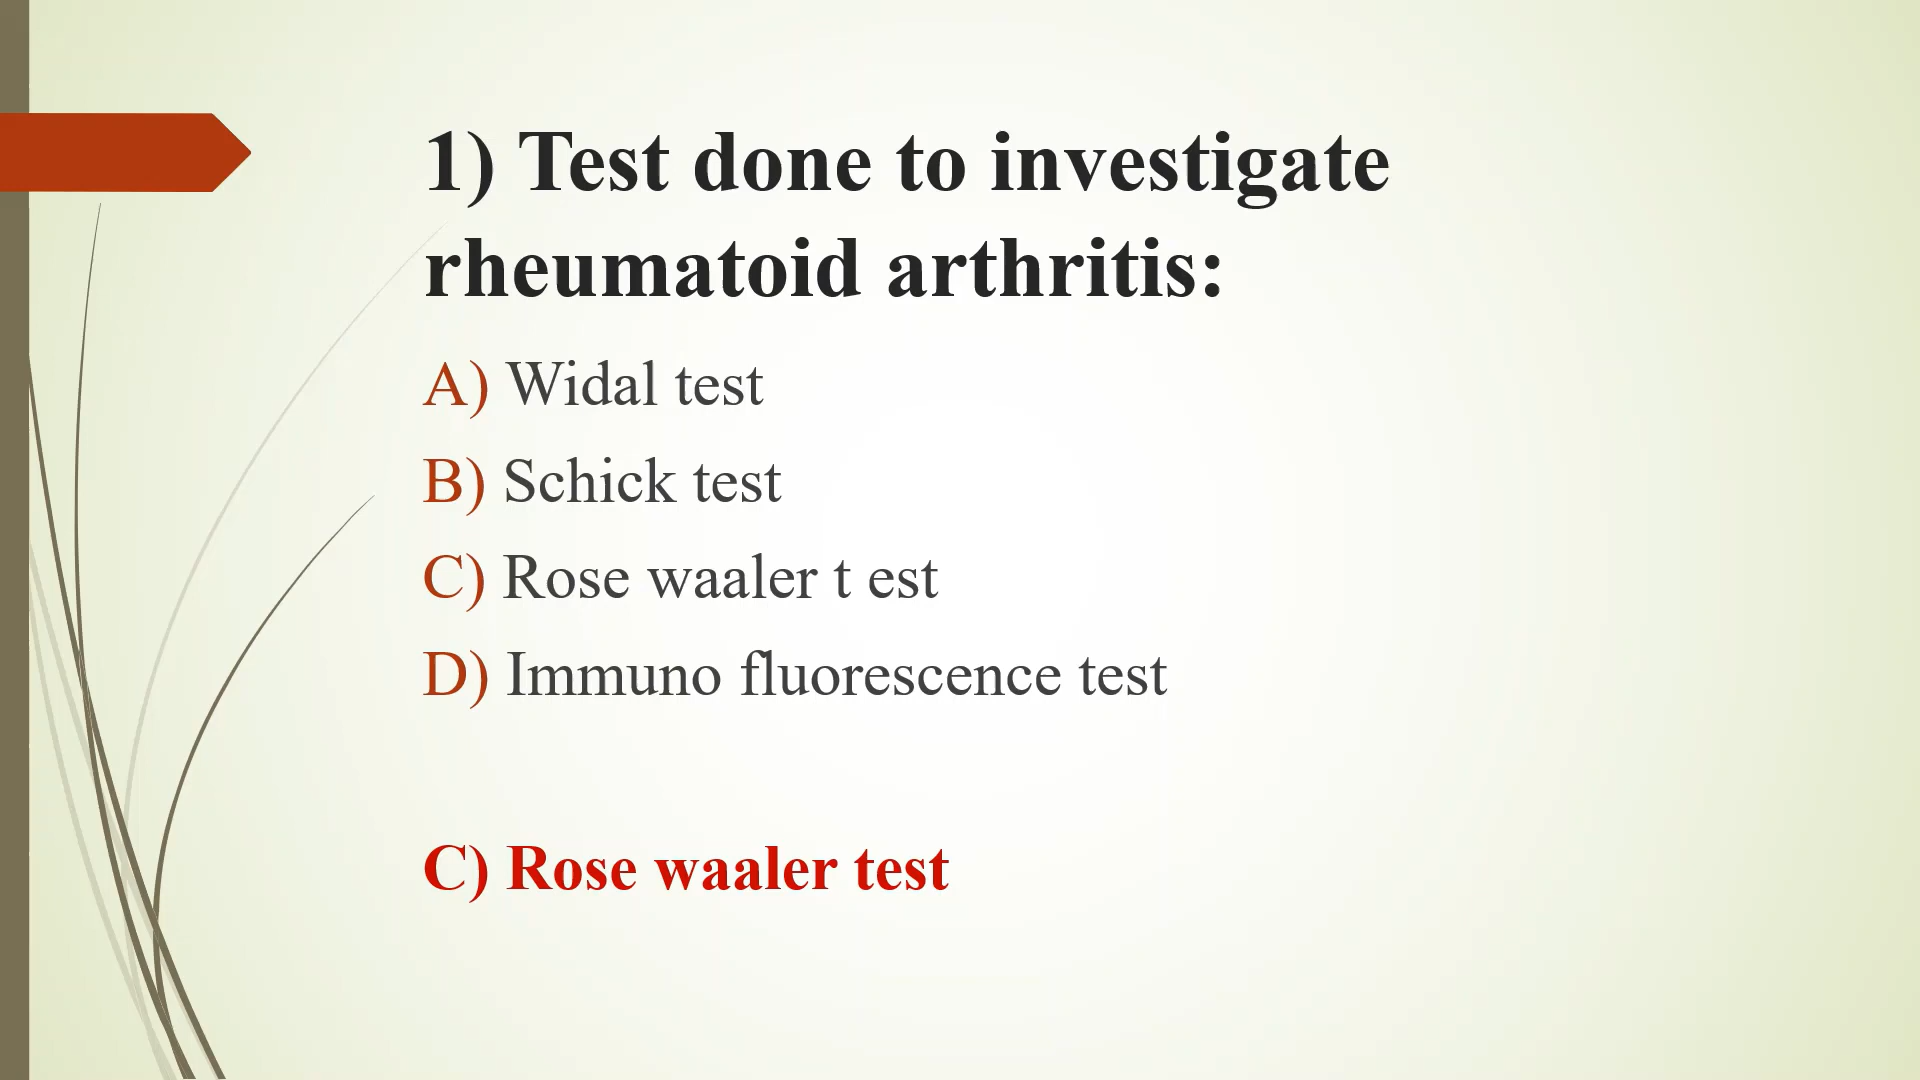 1) Test done to investigate
rheumatoid arthritis:
A) Widal test
B) Schick test
C) Rose waaler t est
D) Immuno fluorescence test
C) Rose waaler test